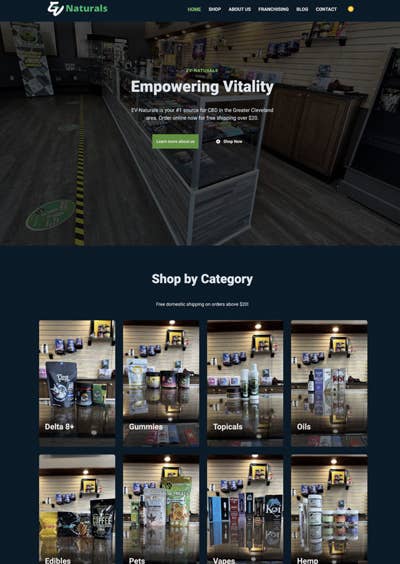 EV Naturals
HOME SHOP ABOUT US FRANCHISING BLOG CONTACT
EV-NATURALS
Empowering Vitality
EV-Naturals is your #1 source for CBD in the Greater Cleveland
area. Order online now for free shipping over $20.
Learn more about us
Shop Now
Shop by Category
Free domestic shipping on orders above $20!
Delta 8+
Gummies
Topicals
Oils
COFFEE
KOI
Edibles
Pets
Vapes
Hemp